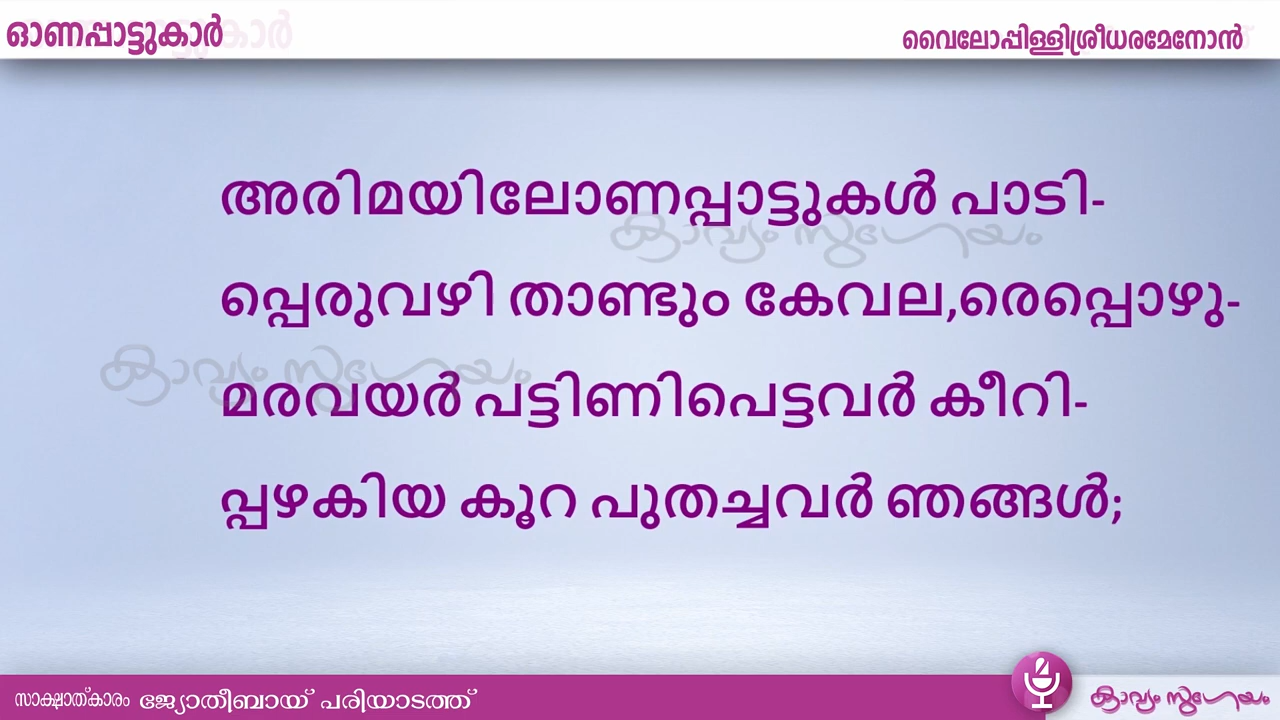 ഓണപ്പാട്ടുകാർ
വൈലോപ്പിള്ളിശ്രീധരമേനോൻ
അരിമയിലോണപ്പാട്ടുകൾ പാടി-
പ്പെരുവഴി താണ്ടും കേവല,രെപ്പൊഴു-
മരവയർ പട്ടിണിപെട്ടവർ കീറി-
പ്പഴകിയ കൂറ പുതച്ചവർ ഞങ്ങൾ;
കാവ്യം സുഗേയം
കാവ്യം സുഗേയം
സാക്ഷാത്കാരം ജ്യോതീബായ് പരിയാടത്ത്
കാവ്യം സുഗേയം